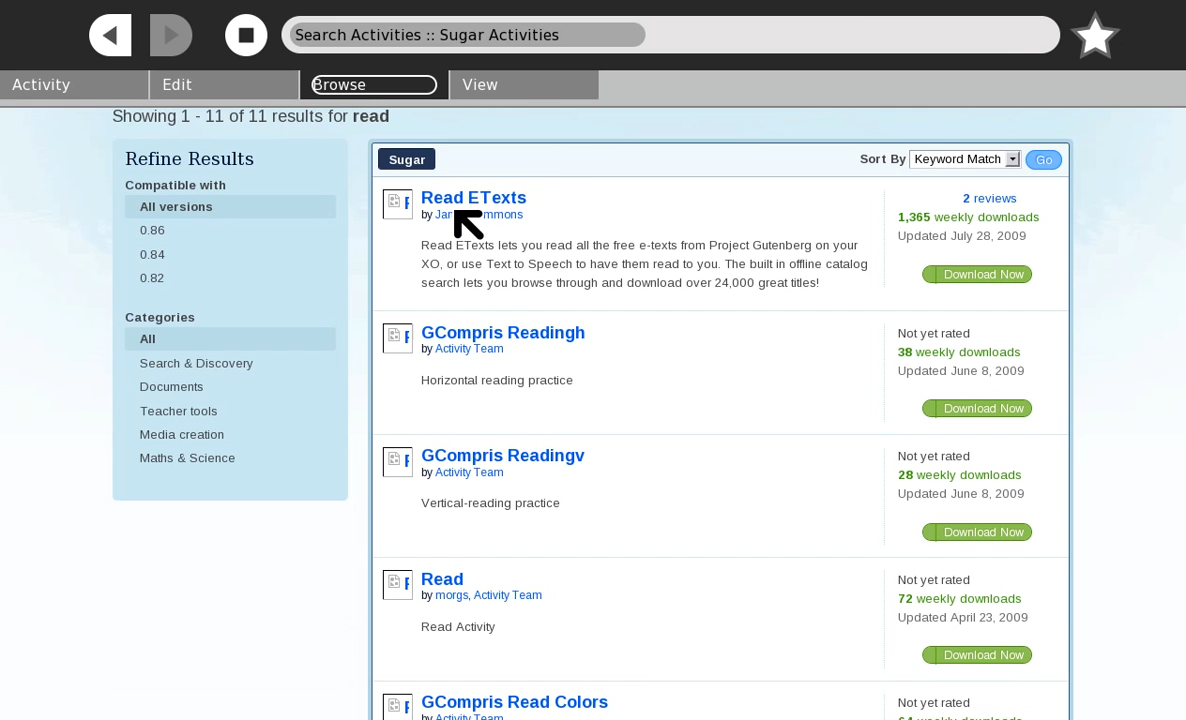 Search Activities :: Sugar Activities
Activity
Edit
Browse
View
Showing 1 - 11 of 11 results for read
Refine Results
Compatible with
All versions
0.86
0.84
0.82
Categories
All
Search & Discovery
Documents
Teacher tools
Media creation
Maths & Science
Sugar
Sort By Keyword Match Go
Read ETexts
by
Read ETexts lets you read all the free e-texts from Project Gutenberg on your
XO, or use Text to Speech to have them read to you. The built in offline catalog
search lets you browse through and download over 24,000 great titles!
2 reviews
1,365 weekly downloads
Updated July 28, 2009
Download Now
GCompris Readingh
by Activity Team
Horizontal reading practice
Not yet rated
38 weekly downloads
Updated June 8, 2009
Download Now
GCompris Readingv
by Activity Team
Vertical-reading practice
Not yet rated
28 weekly downloads
Updated June 8, 2009
Download Now
Read
by morgs, Activity Team
Read Activity
Not yet rated
72 weekly downloads
Updated April 23, 2009
Download Now
GCompris Read Colors
by Activity Team
Not yet rated
64 weekly downloads